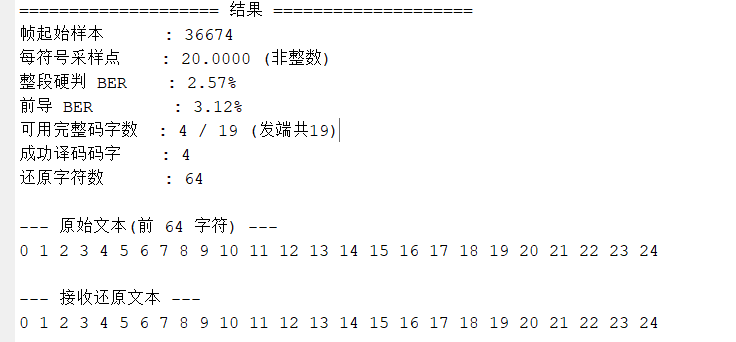 ==================== 结果 ====================
帧起始样本      : 36674
每符号采样点    : 20.0000 (非整数)
整段硬判 BER    : 2.57%
前导 BER        : 3.12%
可用完整码字数  : 4 / 19 (发端共19)
成功译码码字    : 4
还原字符数      : 64
--- 原始文本(前 64 字符) ---
0 1 2 3 4 5 6 7 8 9 10 11 12 13 14 15 16 17 18 19 20 21 22 23 24
--- 接收还原文本 ---
0 1 2 3 4 5 6 7 8 9 10 11 12 13 14 15 16 17 18 19 20 21 22 23 24